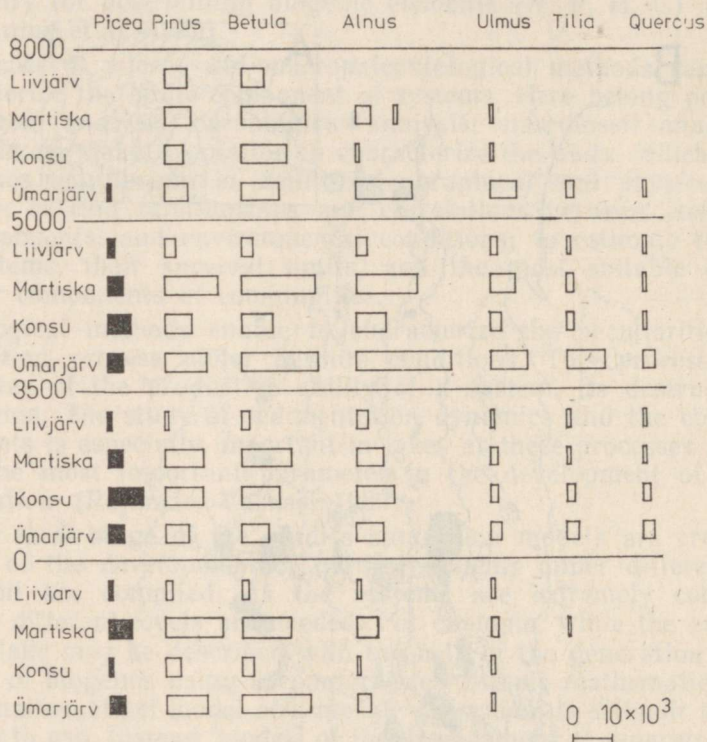 Picea Pinus Betula Alnus Ulmus Tilia Quercus
8000
Liivjärv
Martiska
Konsu
Ümarjärv
5000
Liivjärv
Martiska
Konsu
Ümarjärv
3500
Liivjärv
Martiska
Konsu
Ümarjärv
0
Liivjärv
Martiska
Konsu
Ümarjärv
0 10×10³